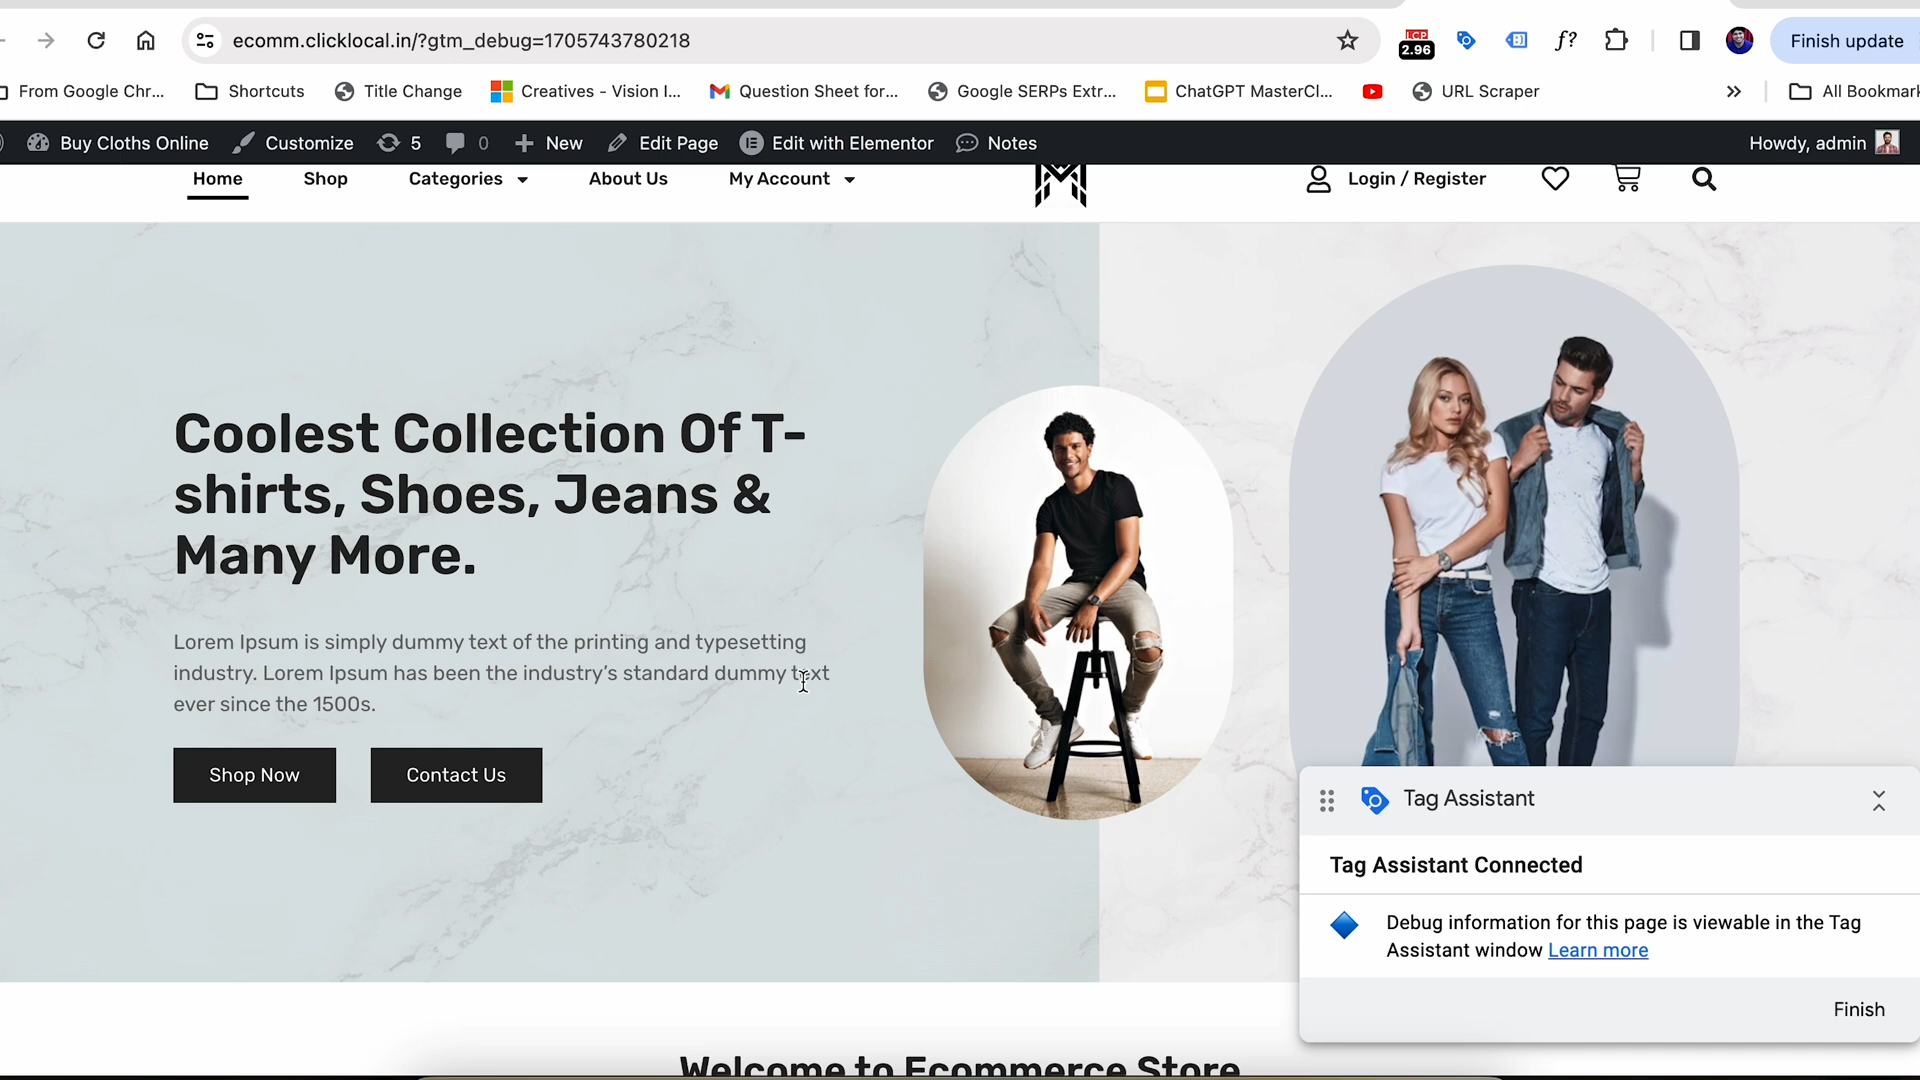 ecomm.clicklocal.in/?gtm_debug=1705743780218
LCP
2.96
f?
Finish update
From Google Chr...
Shortcuts
Title Change
Creatives - Vision I...
Question Sheet for...
Google SERPs Extr...
ChatGPT MasterCl...
URL Scraper
All Bookmark
Buy Cloths Online
Customize
5
0
New
Edit Page
Edit with Elementor
Notes
Howdy, admin
Home
Shop
Categories
About Us
My Account
Login / Register
Coolest Collection Of T-
shirts, Shoes, Jeans &
Many More.
Lorem Ipsum is simply dummy text of the printing and typesetting
industry. Lorem Ipsum has been the industry’s standard dummy text
ever since the 1500s.
Shop Now
Contact Us
Tag Assistant
Tag Assistant Connected
Debug information for this page is viewable in the Tag
Assistant window Learn more
Finish
Welcome to Ecommerce Store